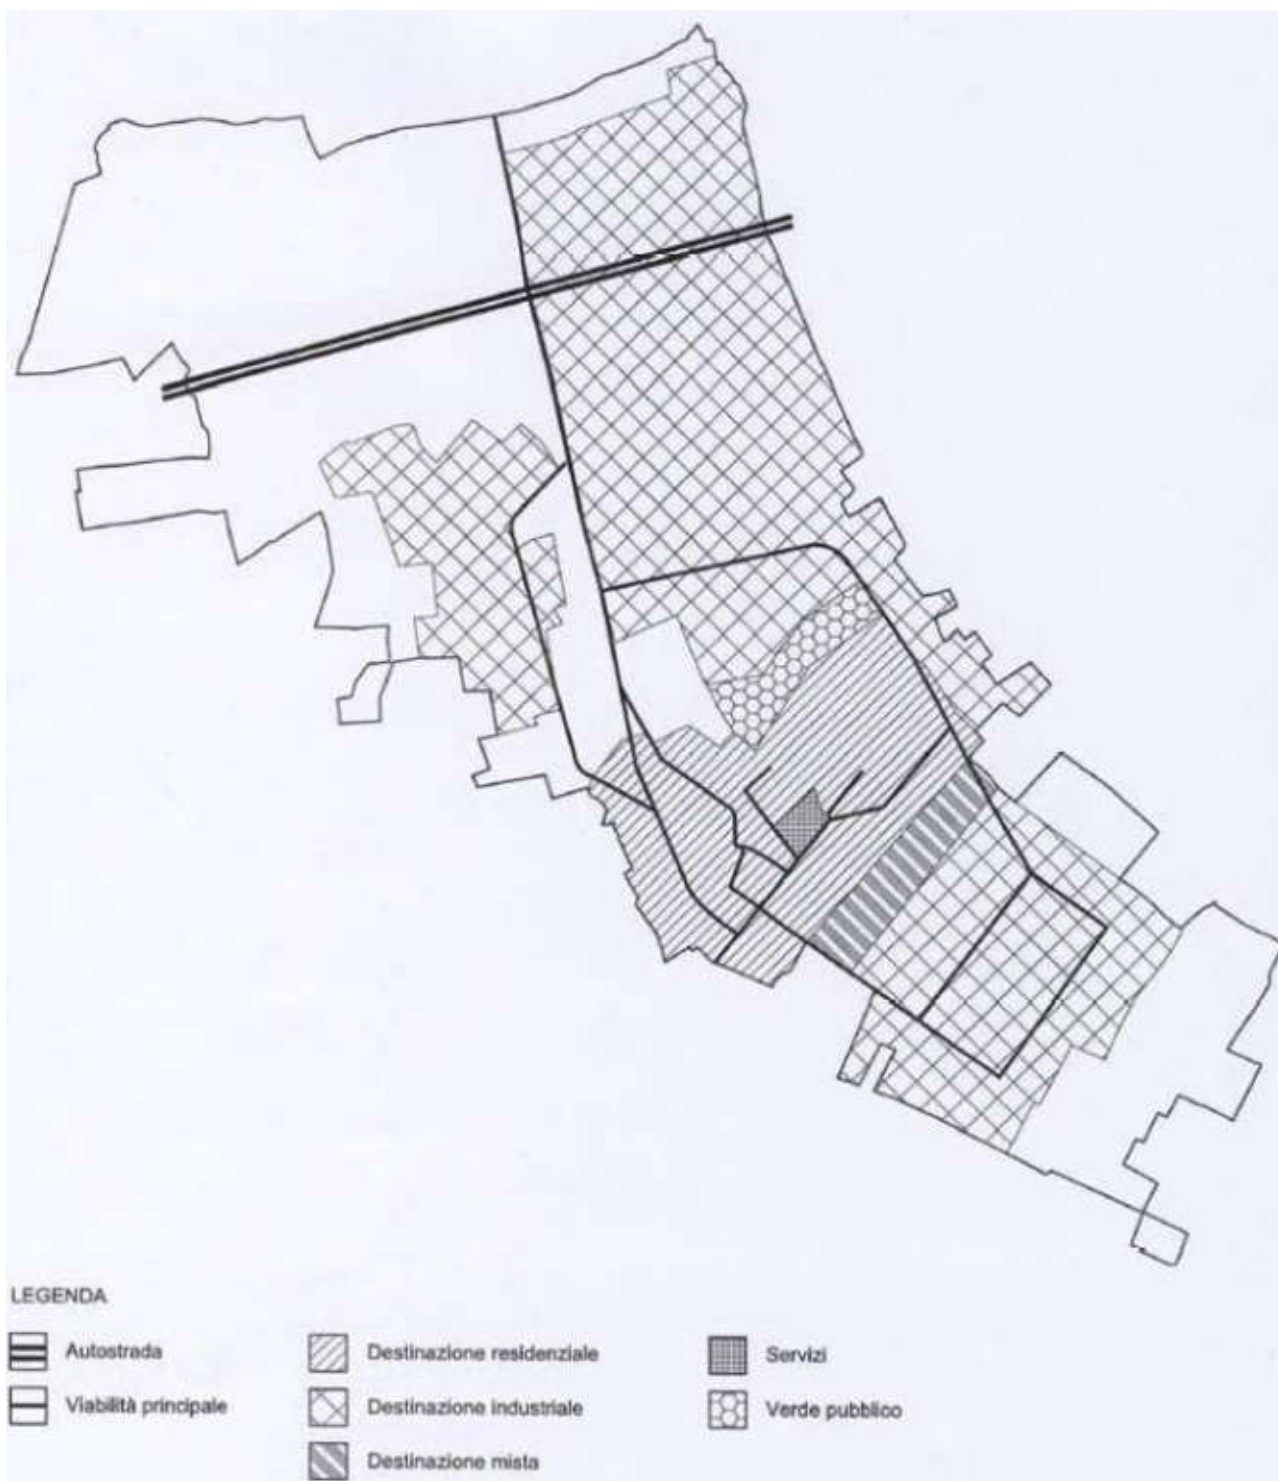 LEGENDA
Autostrada
Viabilità principale
Destinazione residenziale
Destinazione industriale
Destinazione mista
Servizi
Verde pubblico